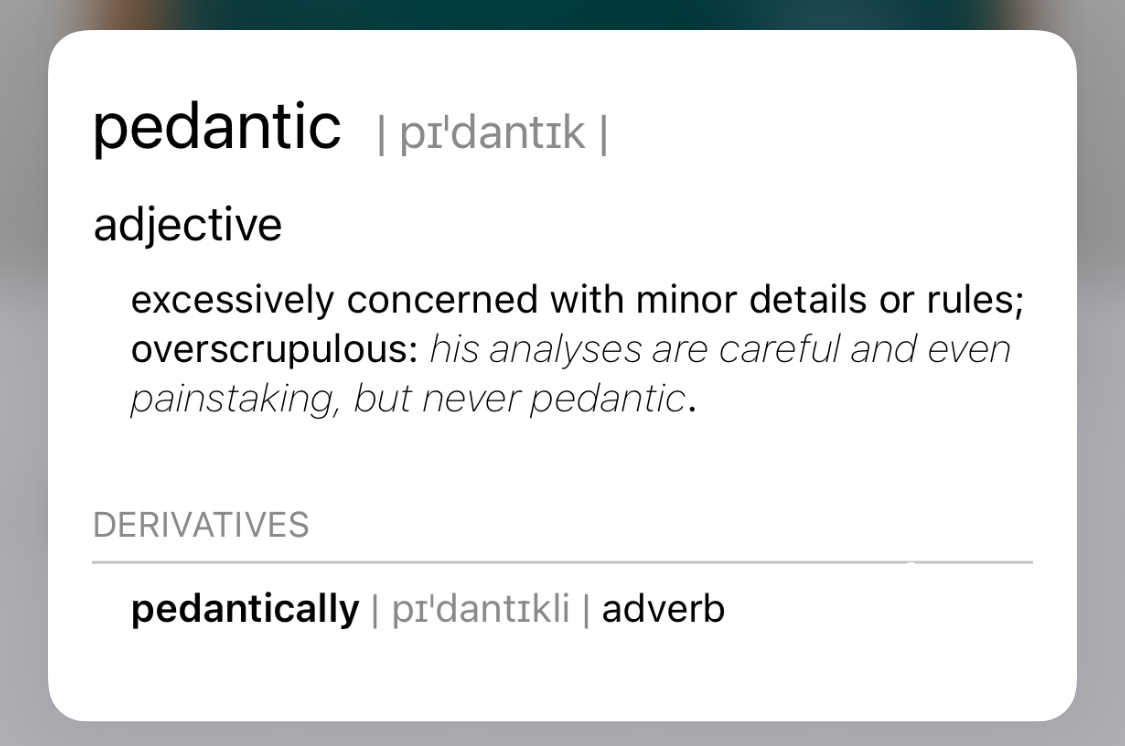 pedantic | pɪˈdantɪk |
adjective
excessively concerned with minor details or rules;
overscrupulous: his analyses are careful and even
painstaking, but never pedantic.
DERIVATIVES
pedantically | pɪˈdantɪkli | adverb